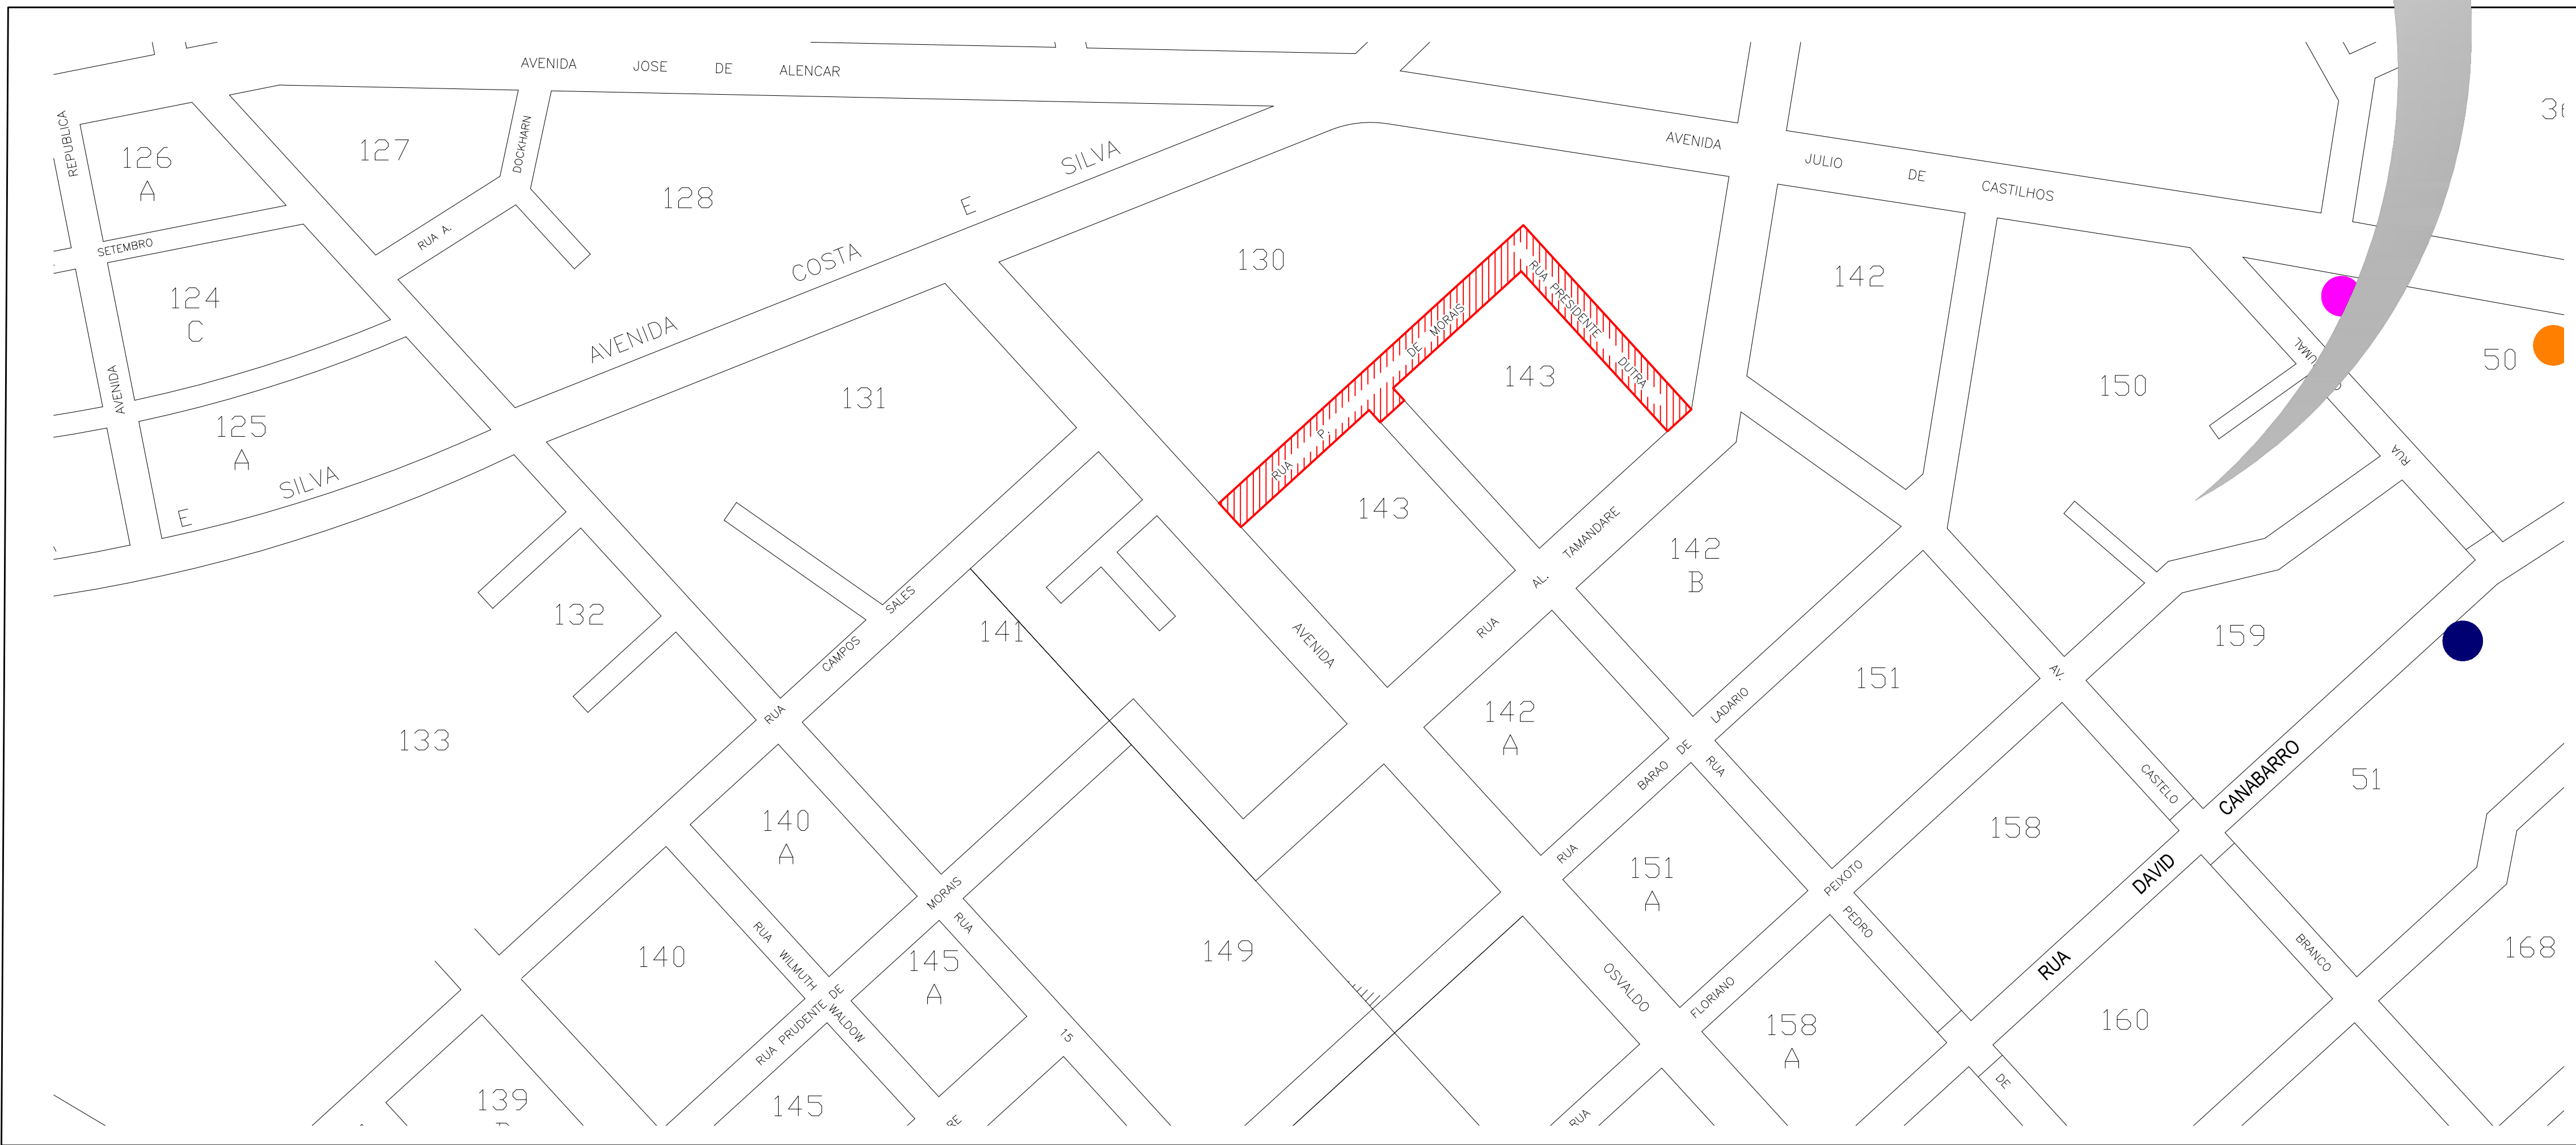 AVENIDA JOSE DE ALENCAR
REPUBLICA
126
A
127
DOCKHARN
128
AVENIDA COSTA E SILVA
AVENIDA JULIO DE CASTILHOS
SETEMBRO
RUA A.
124
C
130
142
AVENIDA
125
A
E SILVA
131
RUA P. DE MORAIS
RUA PRESIDENTE DUTRA
143
143
150
50
RUA
132
RUA CAMPOS SALES
141
AVENIDA
RUA AL. TAMANDARE
142
B
159
133
142
A
LADARIO
151
AV.
CASTELO
BRANCO
RUA DAVID CANABARRO
51
140
A
RUA BARAO DE
RUA
158
151
A
PEIXOTO
PEDRO
FLORIANO
OSVALDO
140
RUA WILMUTH WALDOW
RUA PRUDENTE DE MORAIS
RUA
15
145
A
149
158
A
160
168
DE
139
145
RE
RUA